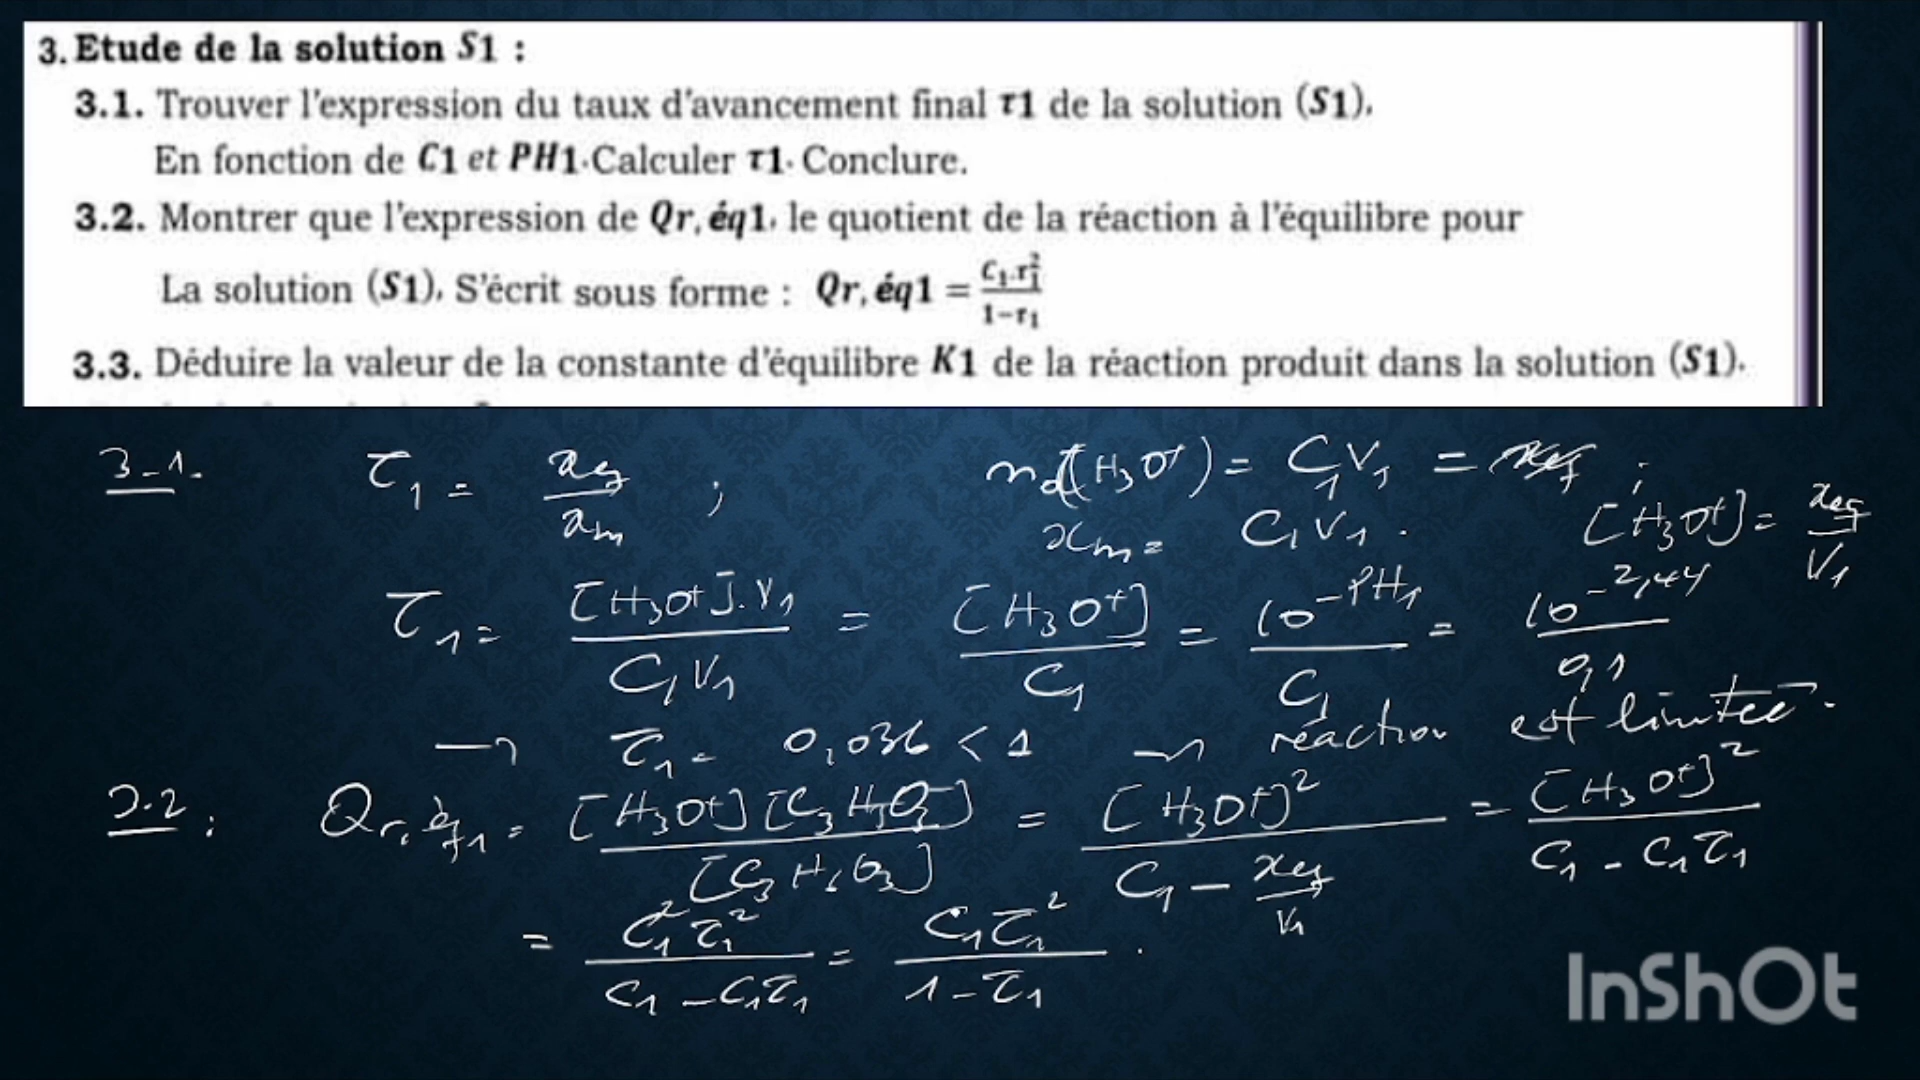 3. Etude de la solution S1 :
3.1. Trouver l'expression du taux d'avancement final τ1 de la solution (S1).
En fonction de C1 et PH1.Calculer τ1. Conclure.
3.2. Montrer que l'expression de Qr,éq1, le quotient de la réaction à l'équilibre pour
La solution (S1). S'écrit sous forme : Qr,éq1 = C₁.τ₁²/1-τ₁
3.3. Déduire la valeur de la constante d'équilibre K1 de la réaction produit dans la solution (S1).
3-1. τ₁ = xéq/xm ; (H₃O⁺) = C₁V₁ = ;
xm = C₁V₁. [H₃O⁺] = xéq/V₁
τ₁ = [H₃O⁺].V₁/C₁V₁ = [H₃O⁺]/C₁ = 10^-PH₁/C₁ = 10^-2,44/0,1
→ τ₁ = 0,036 < 1 → réaction est limitée.
3.2 : Qr,éq1 = [H₃O⁺][C₃H₅O₃⁻]/[C₃H₆O₃] = [H₃O⁺]²/C₁ - xéq/V₁ = [H₃O⁺]²/C₁ - C₁τ₁
= C₁²τ₁²/C₁ - C₁τ₁ = C₁τ₁²/1 - τ₁.
InShOt